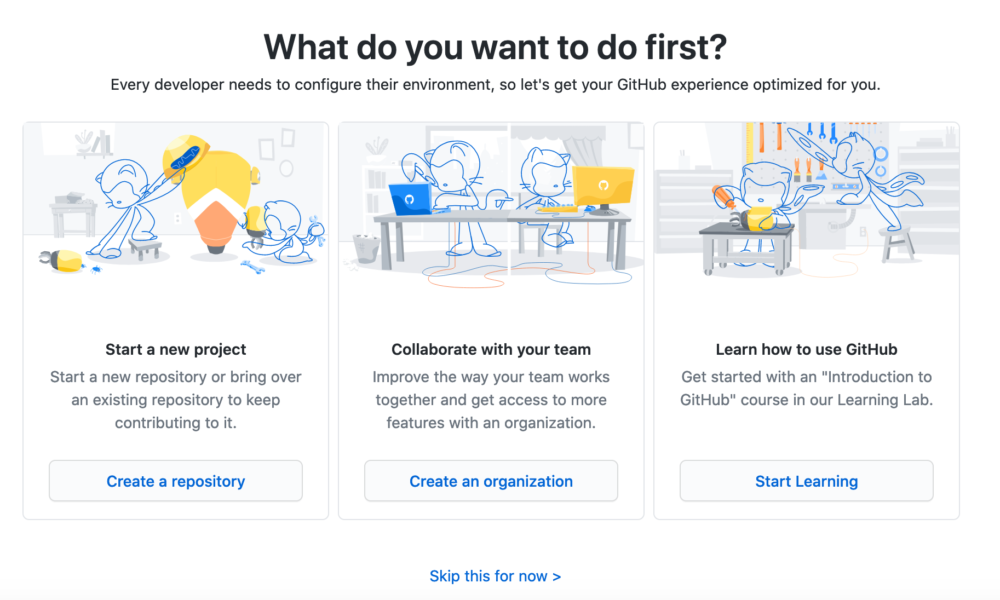 What do you want to do first?
Every developer needs to configure their environment, so let's get your GitHub experience optimized for you.
Start a new project
Start a new repository or bring over
an existing repository to keep
contributing to it.
Create a repository
Collaborate with your team
Improve the way your team works
together and get access to more
features with an organization.
Create an organization
Learn how to use GitHub
Get started with an "Introduction to
GitHub" course in our Learning Lab.
Start Learning
Skip this for now >